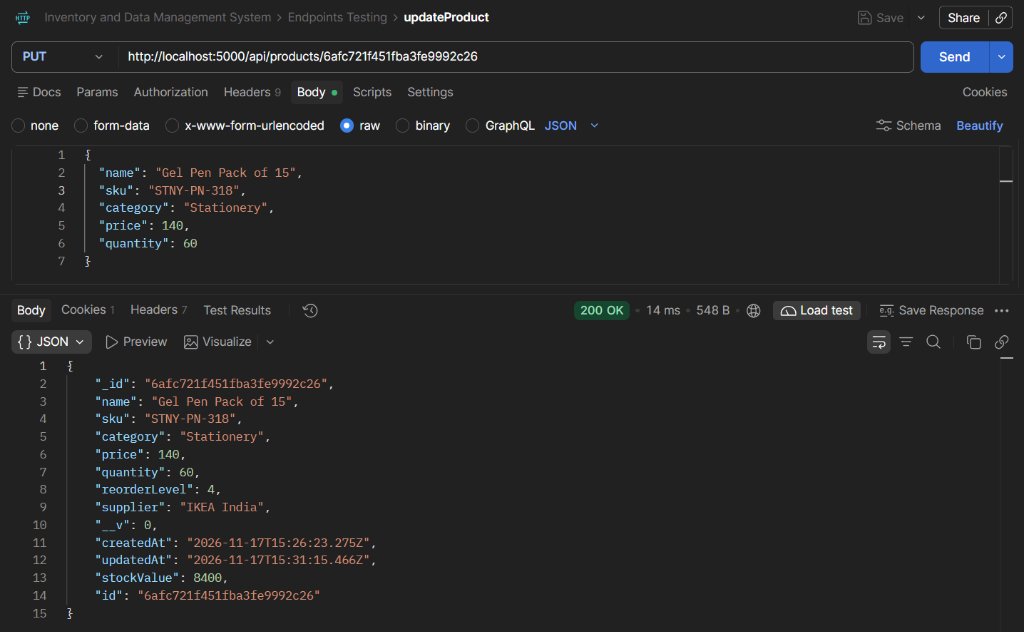 HTTP Inventory and Data Management System > Endpoints Testing > updateProduct Save Share
PUT http://localhost:5000/api/products/6afc721f451fba3fe9992c26 Send
Docs Params Authorization Headers 9 Body Scripts Settings Cookies
none form-data x-www-form-urlencoded raw binary GraphQL JSON Schema Beautify
1 {
2 "name": "Gel Pen Pack of 15",
3 "sku": "STNY-PN-318",
4 "category": "Stationery",
5 "price": 140,
6 "quantity": 60
7 }
Body Cookies 1 Headers 7 Test Results 200 OK • 14 ms • 548 B • Load test e.g. Save Response •••
{} JSON Preview Visualize
1 {
2 "_id": "6afc721f451fba3fe9992c26",
3 "name": "Gel Pen Pack of 15",
4 "sku": "STNY-PN-318",
5 "category": "Stationery",
6 "price": 140,
7 "quantity": 60,
8 "reorderLevel": 4,
9 "supplier": "IKEA India",
10 "__v": 0,
11 "createdAt": "2026-11-17T15:26:23.275Z",
12 "updatedAt": "2026-11-17T15:31:15.466Z",
13 "stockValue": 8400,
14 "id": "6afc721f451fba3fe9992c26"
15 }